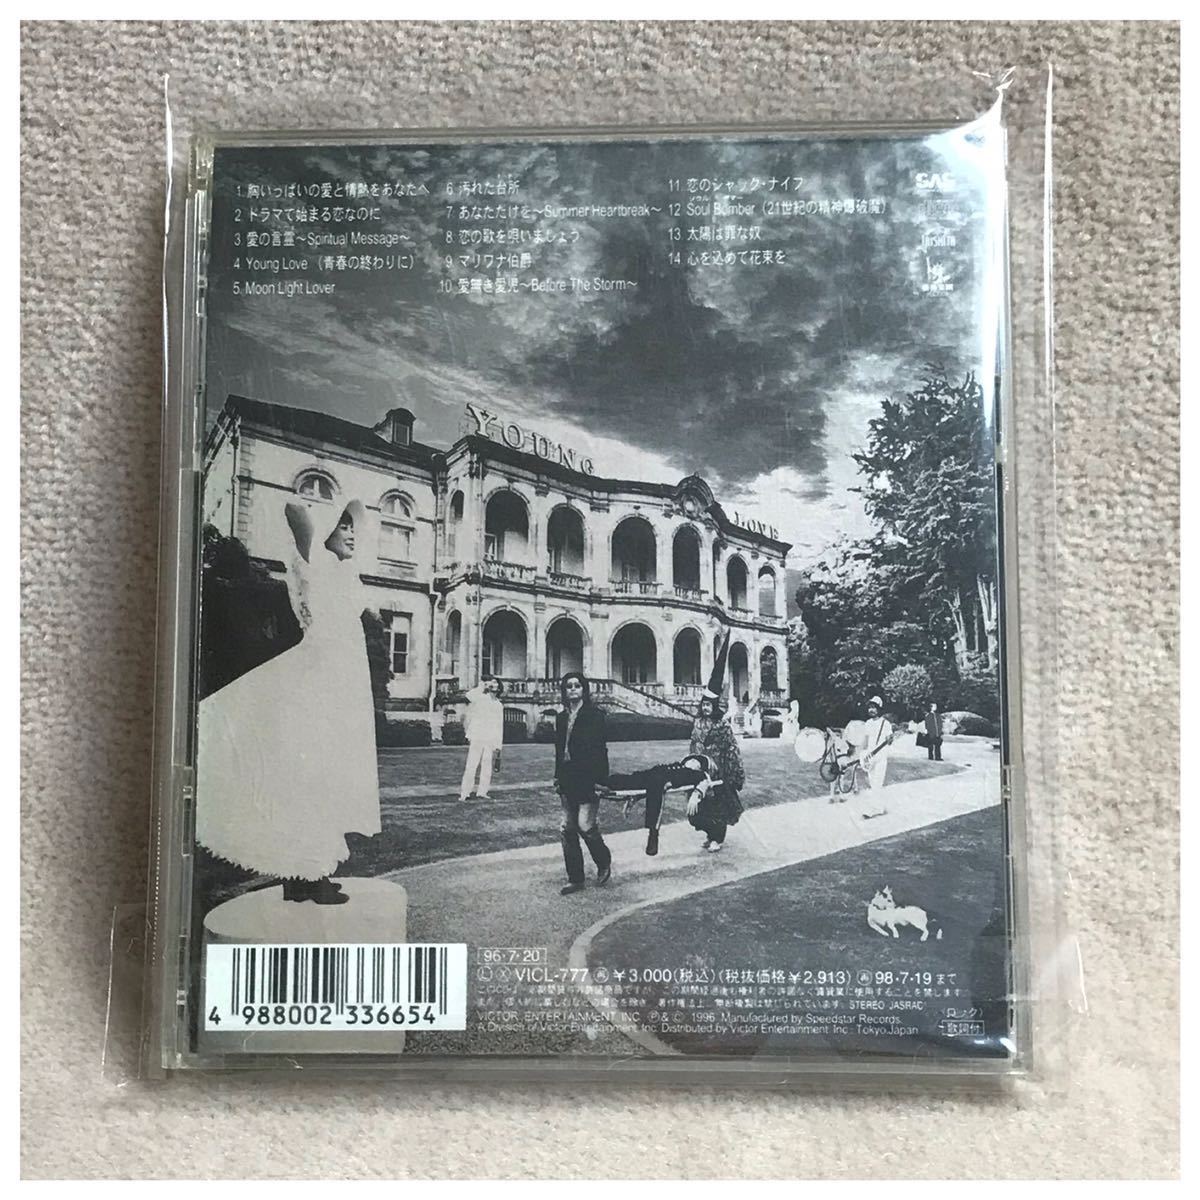 1. 胸いっぱいの愛と情熱をあなたへ
2 ドラマで始まる恋なのに
3 愛の言霊〜Spiritual Message〜
4 Young Love (青春の終わりに)
5. Moon Light Lover
6. 汚れた台所
7 あなただけを〜Summer Heartbreak〜
8 恋の歌を唄いましょう
9 マリワナ伯爵
10 愛無き愛児〜Before The Storm〜
11 恋のジャック・ナイフ
12 Soul Bomber (21世紀の精神爆破魔)
13 太陽は罪な奴
14 心を込めて花束を
SAS
TAISHITA
YOUNG
LOVE
4 988002 336654
96・7・20
Ⓛ Ⓧ VICL-777 ㊢ ¥3,000(税込) (税抜価格¥2,913) ㊢ 98・7・19 まで
STEREO JASRAC
VICTOR ENTERTAINMENT, INC. Ⓟ & Ⓒ 1996 Manufactured by Speedstar Records.
A Division of Victor Entertainment, Inc. Distributed by Victor Entertainment, Inc., Tokyo, Japan
(ロック)
歌詞付